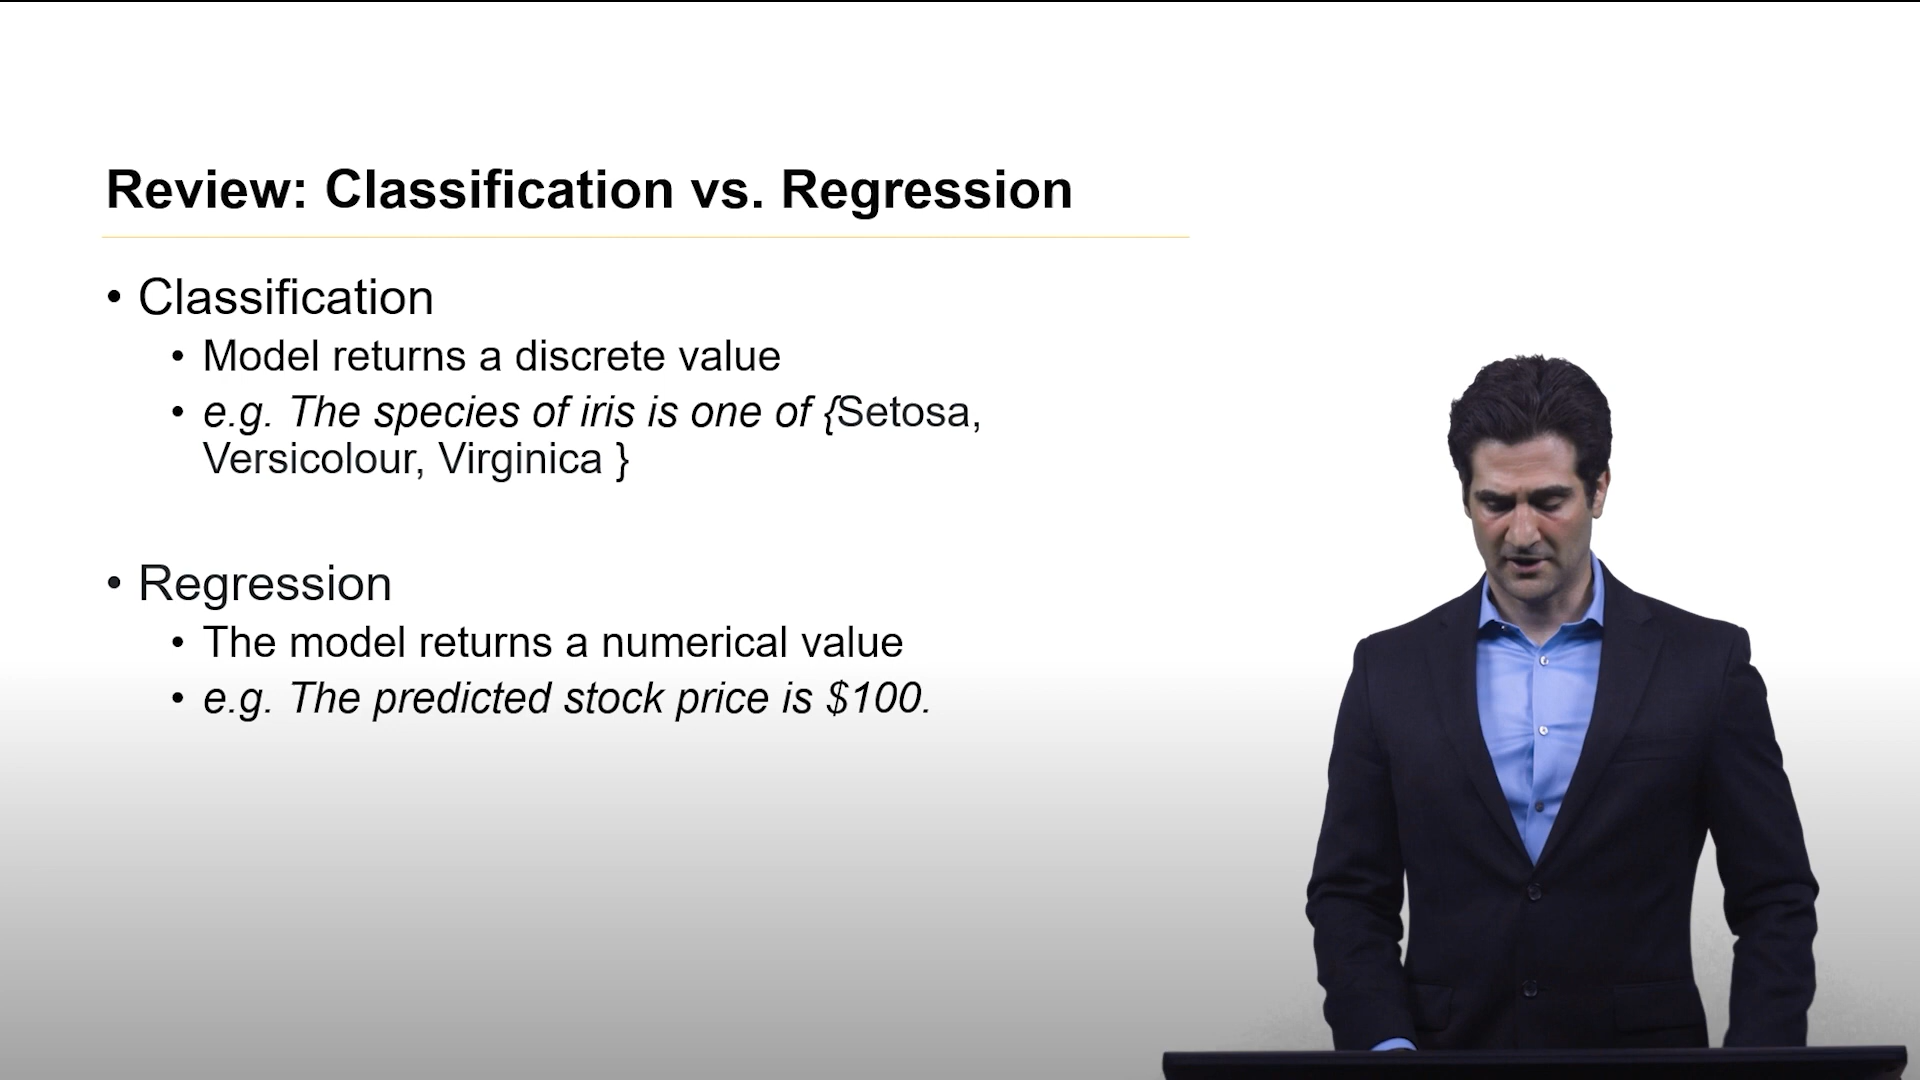 Review: Classification vs. Regression
• Classification
• Model returns a discrete value
• e.g. The species of iris is one of {Setosa,
Versicolour, Virginica }
• Regression
• The model returns a numerical value
• e.g. The predicted stock price is $100.